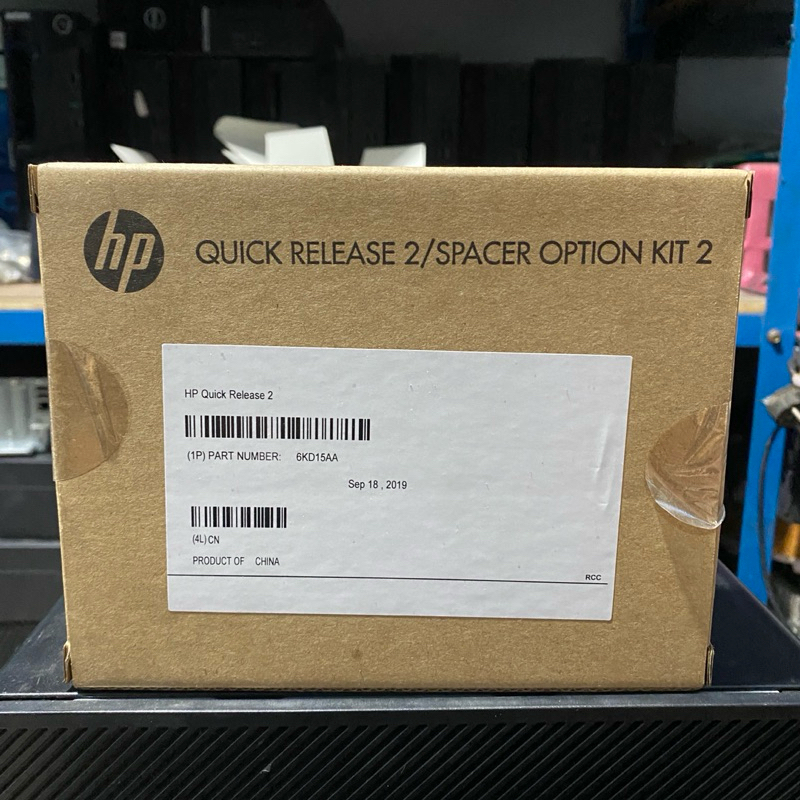 hp
QUICK RELEASE 2/SPACER OPTION KIT 2
HP Quick Release 2
(1P) PART NUMBER: 6KD15AA
Sep 18 , 2019
(4L) CN
PRODUCT OF CHINA
RCC